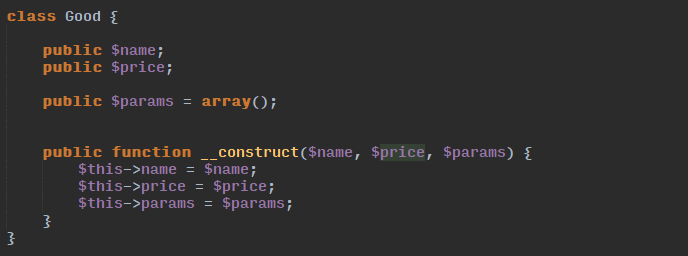 class Good {
public $name;
public $price;
public $params = array();
public function __construct($name, $price, $params) {
$this->name = $name;
$this->price = $price;
$this->params = $params;
}
}